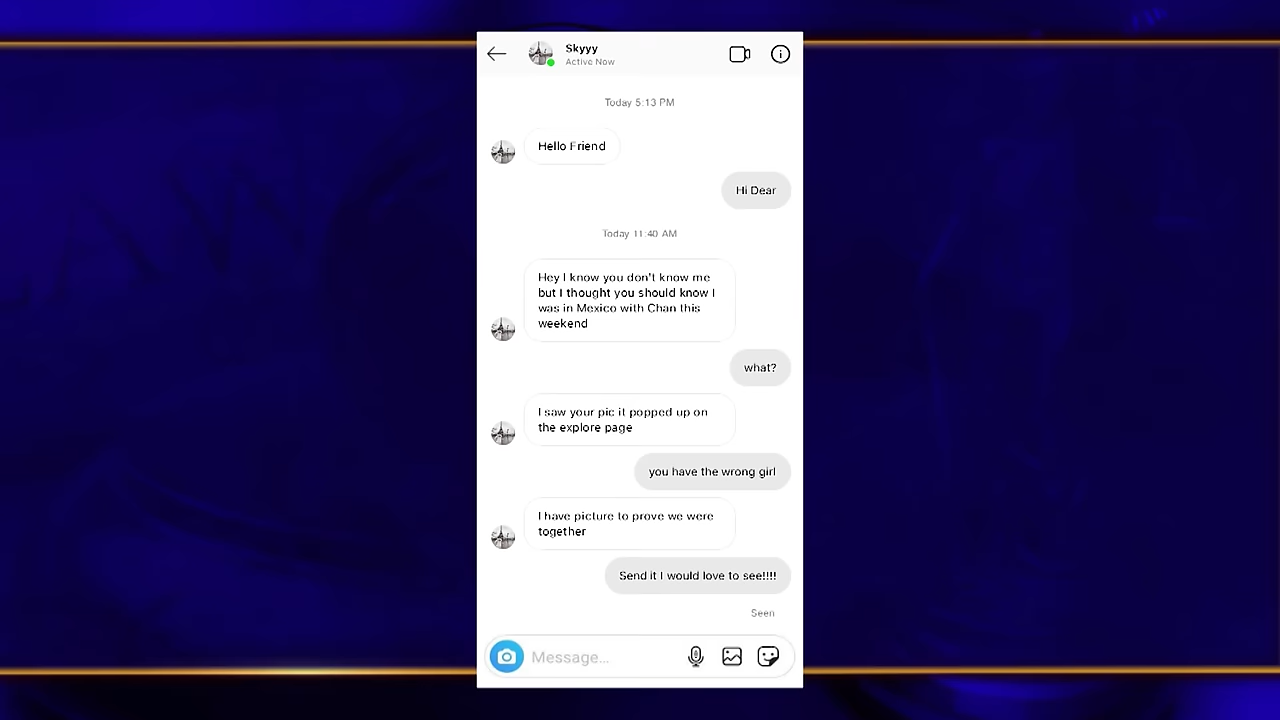 Skyyy
Active Now
Today 5:13 PM
Hello Friend
Hi Dear
Today 11:40 AM
Hey I know you don't know me
but I thought you should know I
was in Mexico with Chan this
weekend
what?
I saw your pic it popped up on
the explore page
you have the wrong girl
I have picture to prove we were
together
Send it I would love to see!!!!
Seen
Message...